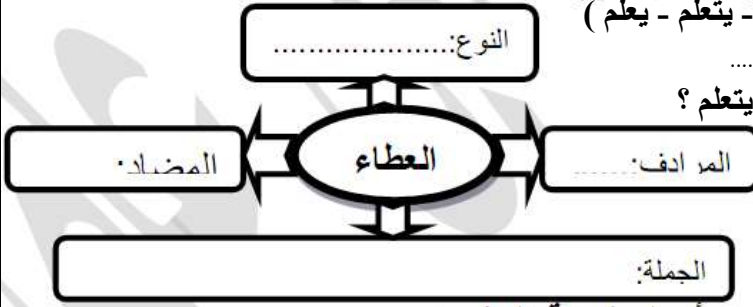 - يتعلم - يعلم )
النوع:.....................
....
يتعلم ؟
العطاء
المرادف:........
المضاد:
الجملة: